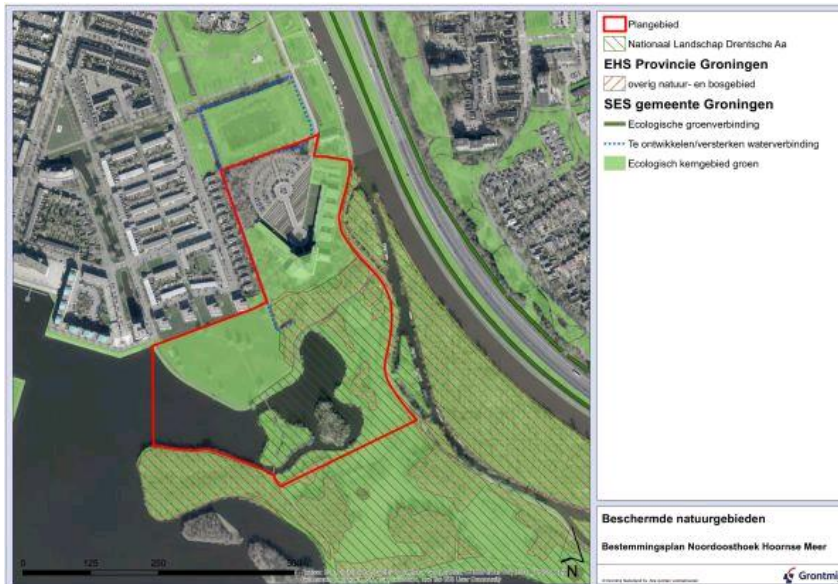 Plangebied
Nationaal Landschap Drentsche Aa
EHS Provincie Groningen
overig natuur- en bosgebied
SES gemeente Groningen
Ecologische groenverbinding
Te ontwikkelen/versterken waterverbinding
Ecologisch kerngebied groen
0 125 250
N
Beschermde natuurgebieden
Bestemmingsplan Noordoosthoek Hoornse Meer
Grontmi